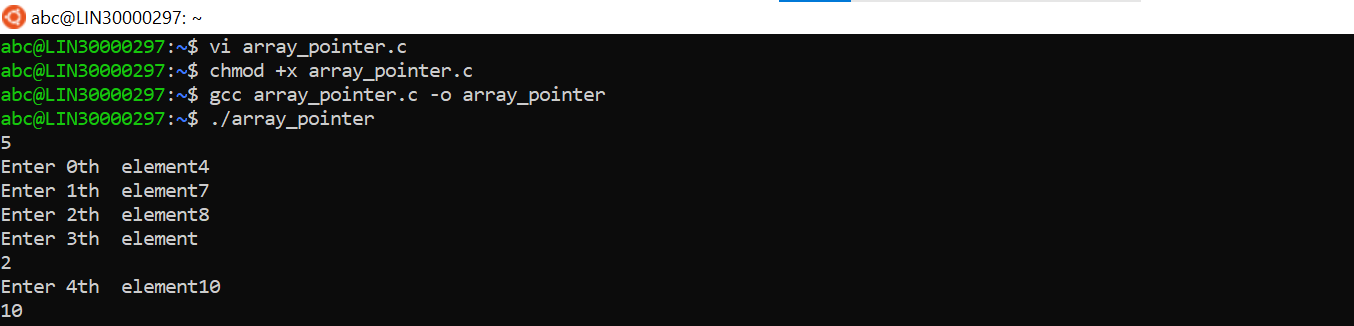 abc@LIN30000297: ~
abc@LIN30000297:~$ vi array_pointer.c
abc@LIN30000297:~$ chmod +x array_pointer.c
abc@LIN30000297:~$ gcc array_pointer.c -o array_pointer
abc@LIN30000297:~$ ./array_pointer
5
Enter 0th  element4
Enter 1th  element7
Enter 2th  element8
Enter 3th  element
2
Enter 4th  element10
10